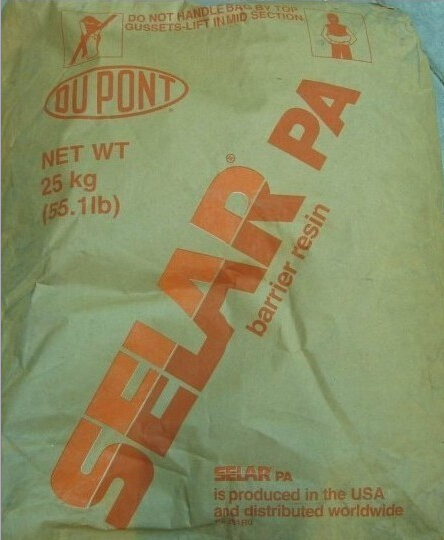 DO NOT HANDLE BAG BY TOP
GUSSETS-LIFT IN MID SECTION
DU PONT
NET WT
25 kg
(55.1lb)
SELAR® PA
barrier resin
SELAR® PA
is produced in the USA
and distributed worldwide